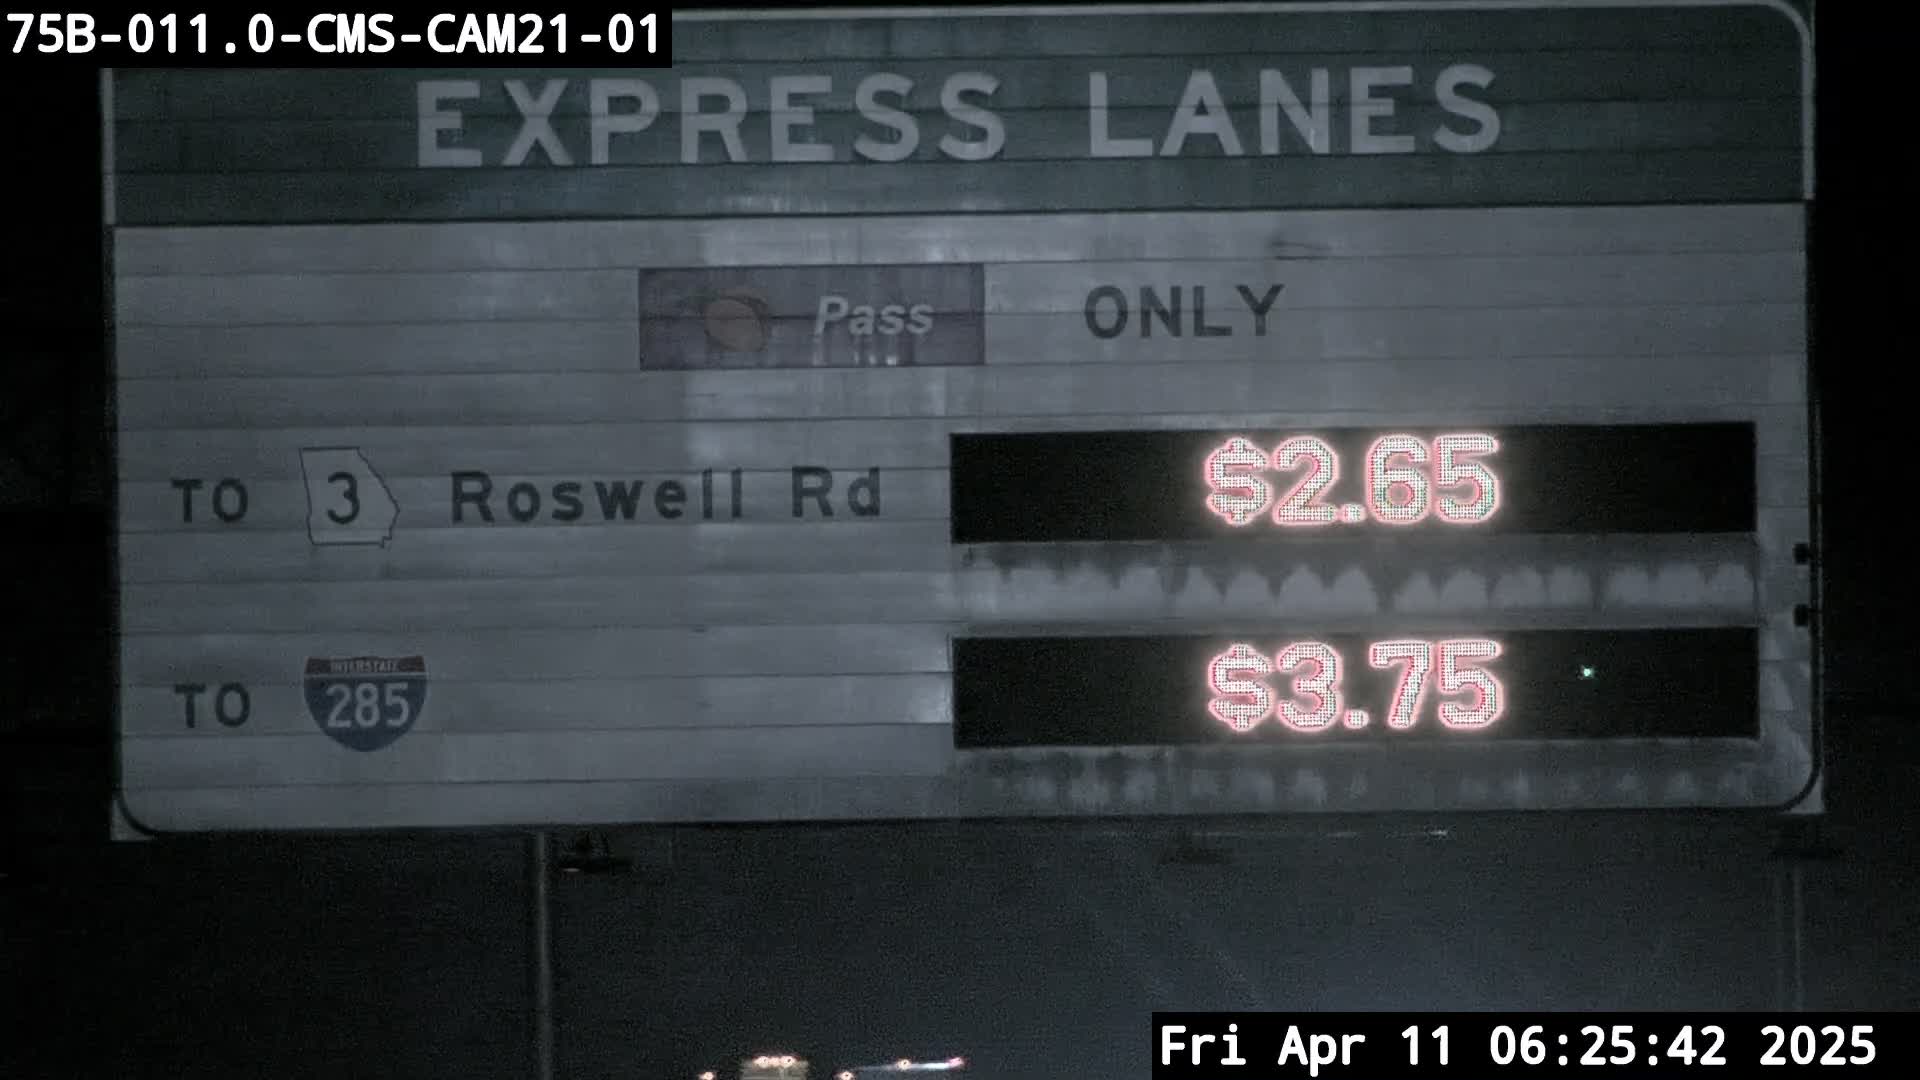 75B-011.0-CMS-CAM21-01
EXPRESS LANES
Pass ONLY
TO 3 Roswell Rd $2.65
INTERSTATE
TO 285 $3.75
Fri Apr 11 06:25:42 2025